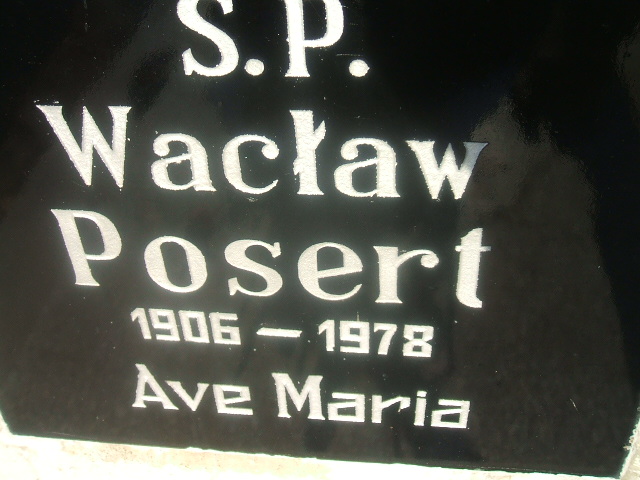 S.P.
Wacław
Posert
1906 – 1978
Ave Maria